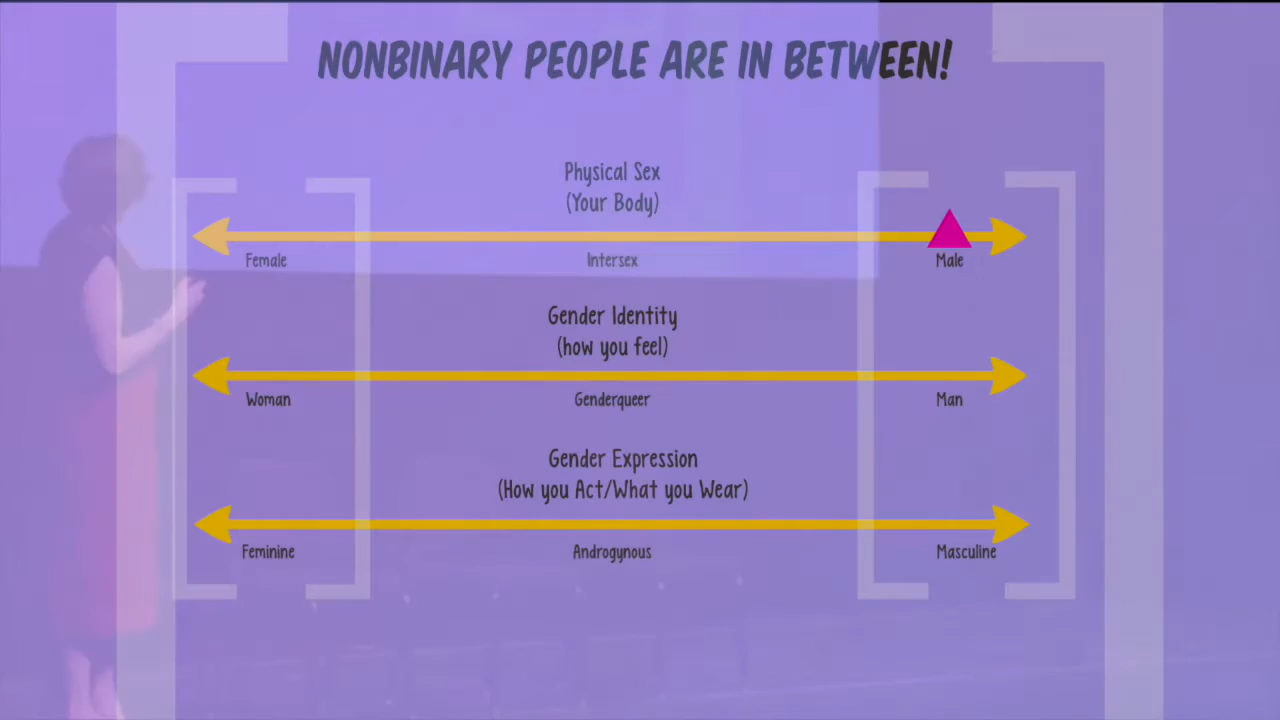 NONBINARY PEOPLE ARE IN BETWEEN!
Physical Sex
(Your Body)
Female Intersex Male
Gender Identity
(how you feel)
Woman Genderqueer Man
Gender Expression
(How you Act/What you Wear)
Feminine Androgynous Masculine